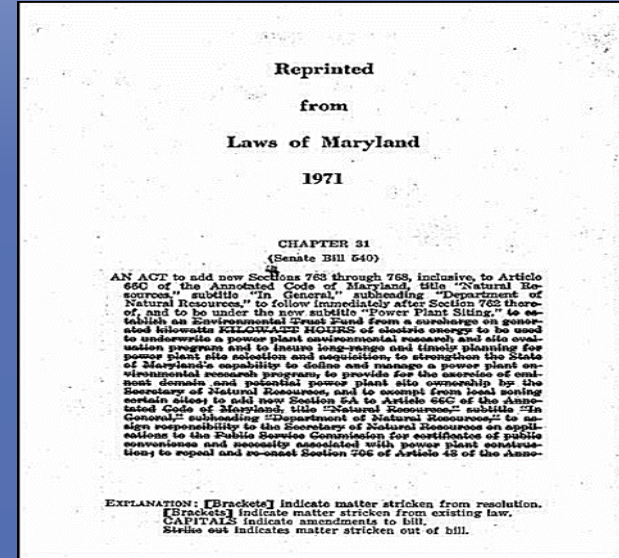 Reprinted
from
Laws of Maryland
1971
CHAPTER 31
(Senate Bill 540)
AN ACT to add new Sections 763 through 768, inclusive, to Article
66C of the Annotated Code of Maryland, title "Natural Re-
sources," subtitle "In General," subheading "Department of
Natural Resources," to follow immediately after Section 762 there-
of, and to be under the new subtitle "Power Plant Siting," to es-
tablish an Environmental Trust Fund from a surcharge on gener-
ated kilowatts KILOWATT HOURS of electric energy to be used
to underwrite a power plant environmental research and site eval-
uation program and to insure long-range and timely planning for
power plant site selection and acquisition, to strengthen the State
of Maryland's capability to define and manage a power plant en-
vironmental research program, to provide for the exercise of emi-
nent domain and potential power plant site ownership by the
Secretary of Natural Resources, and to exempt from local zoning
certain sites; to add new Section 5A to Article 66C of the Anno-
tated Code of Maryland, title "Natural Resources," subtitle "In
General," subheading "Department of Natural Resources," to as-
sign responsibility to the Secretary of Natural Resources on appli-
cations to the Public Service Commission for certificates of public
convenience and necessity associated with power plant construc-
tion; to repeal and re-enact Section 706 of Article 48 of the Anno-
EXPLANATION: [Brackets] indicate matter stricken from resolution.
[Brackets] indicate matter stricken from existing law.
CAPITALS indicate amendments to bill.
Strike out indicates matter stricken out of bill.